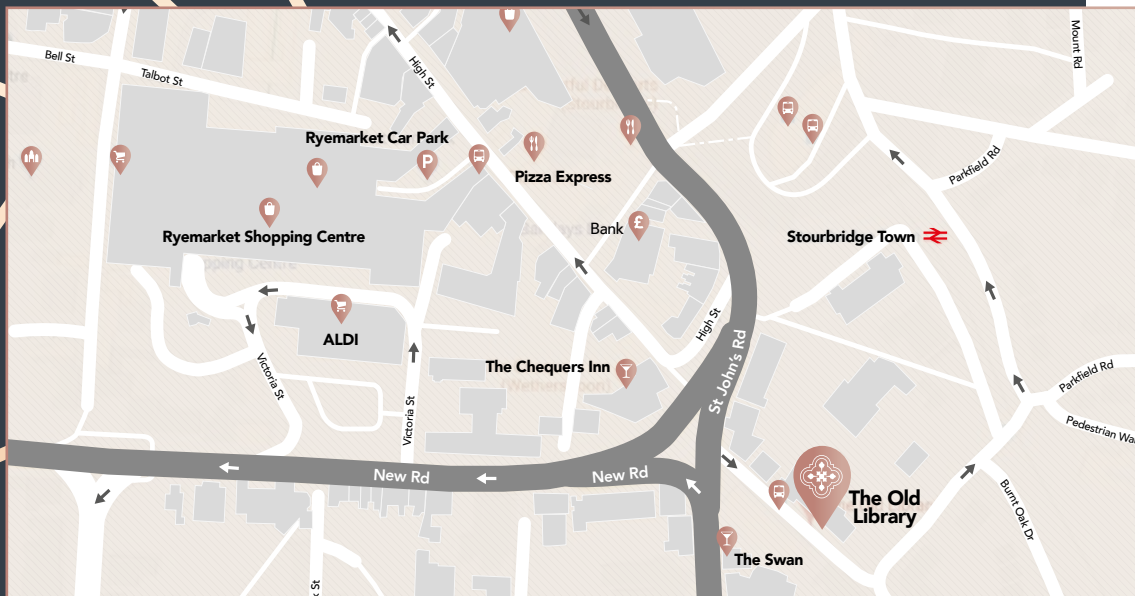 Bell St
Talbot St
High St
Mount Rd
Ryemarket Car Park
P
Pizza Express
Parkfield Rd
Bank
£
Stourbridge Town
Ryemarket Shopping Centre
ALDI
High St
The Chequers Inn
St John's Rd
Victoria St
Victoria St
Parkfield Rd
New Rd
New Rd
The Old
Library
Burnt Oak Dr
The Swan